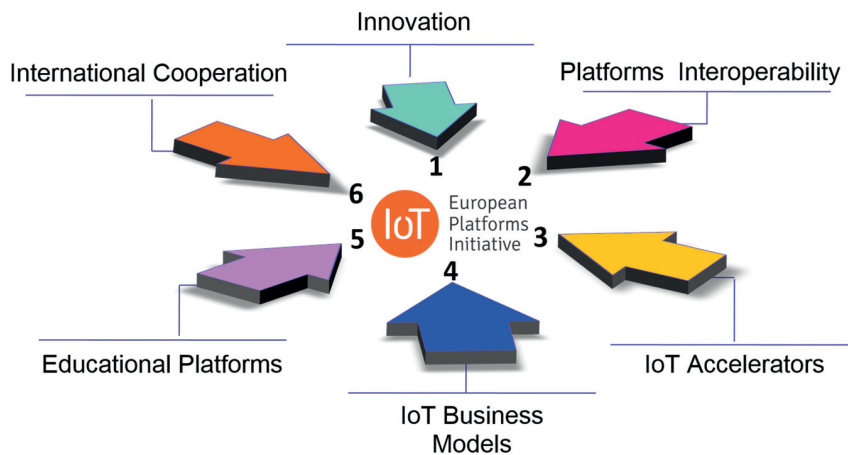 Innovation
International Cooperation
Platforms Interoperability
1
2
6
IoT
European
Platforms
Initiative
5
3
4
Educational Platforms
IoT Accelerators
IoT Business
Models